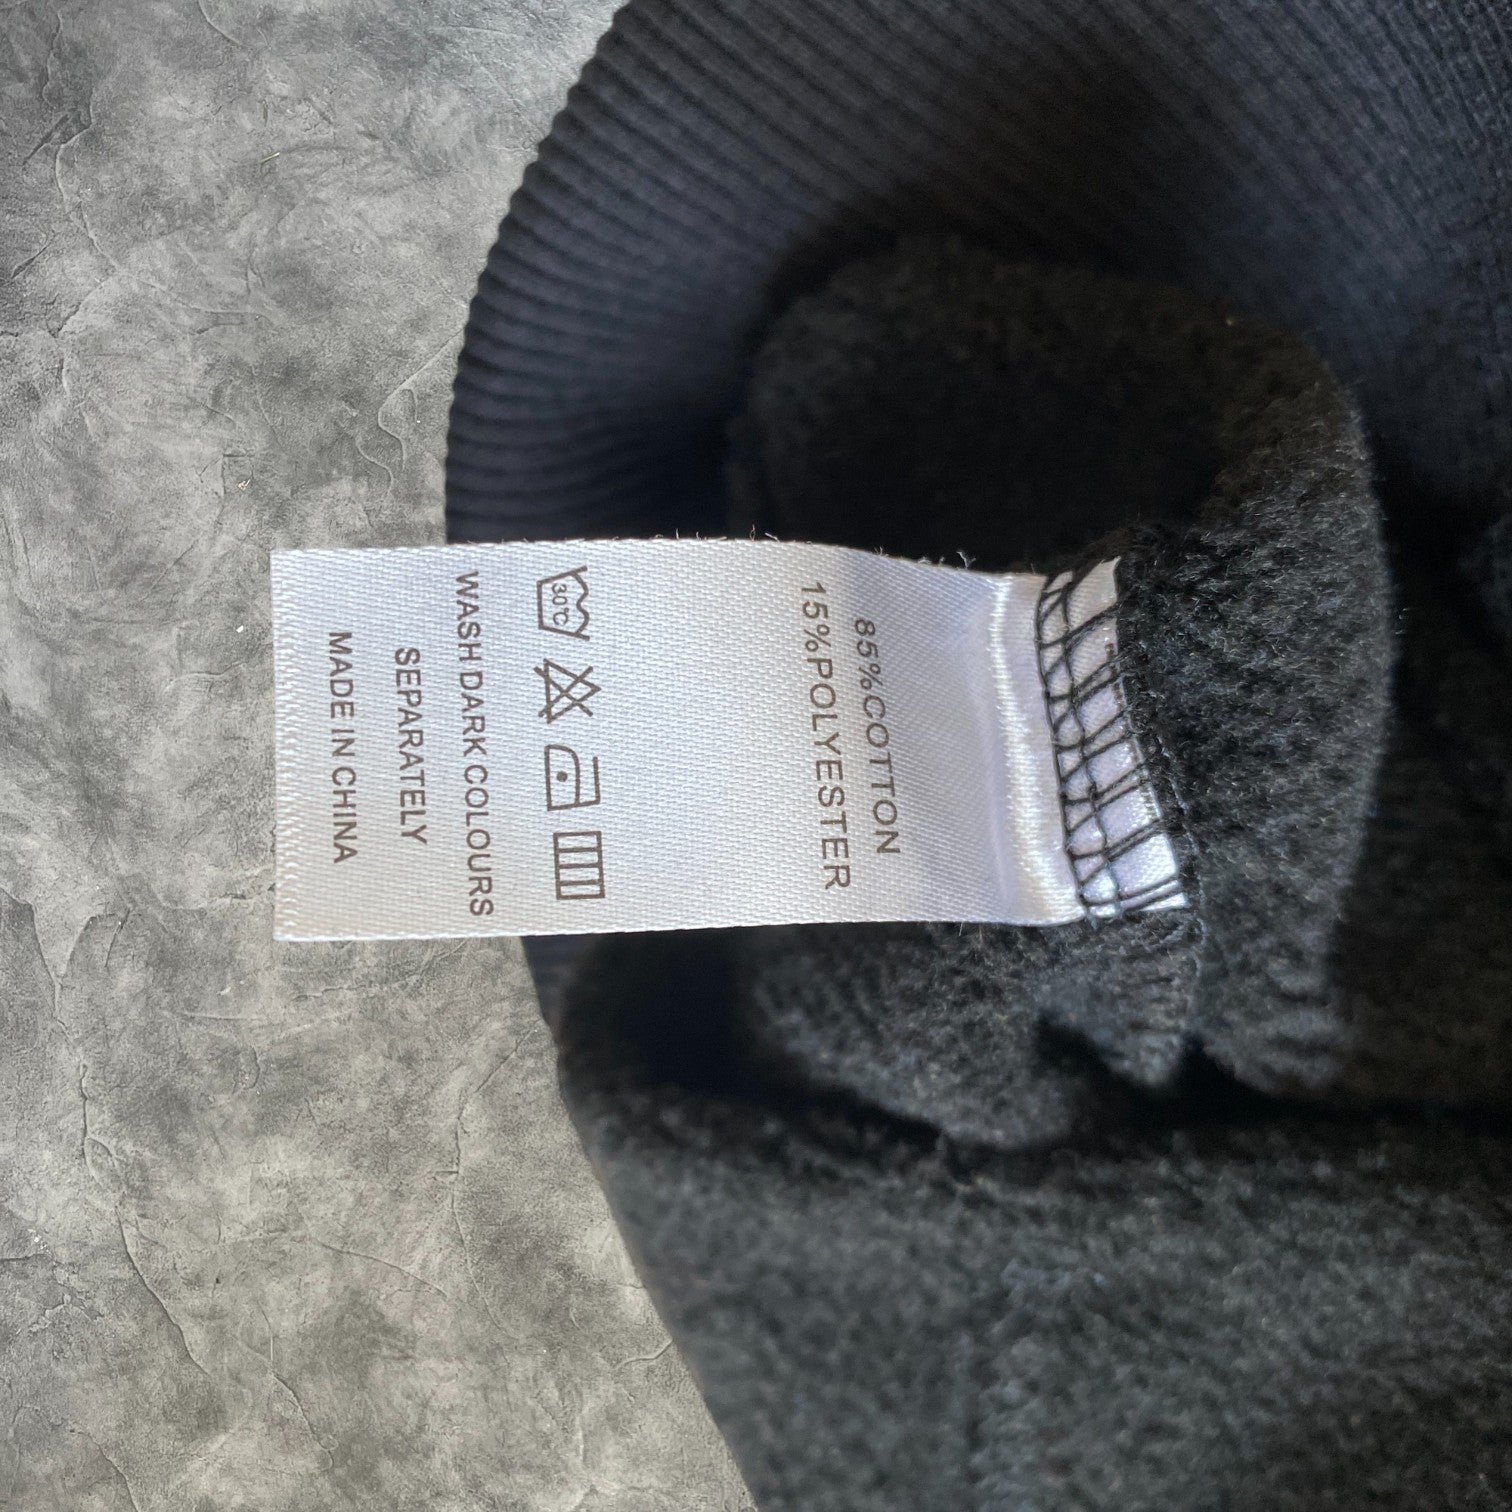 85%COTTON
15%POLYESTER
30℃
WASH DARK COLOURS
SEPARATELY
MADE IN CHINA